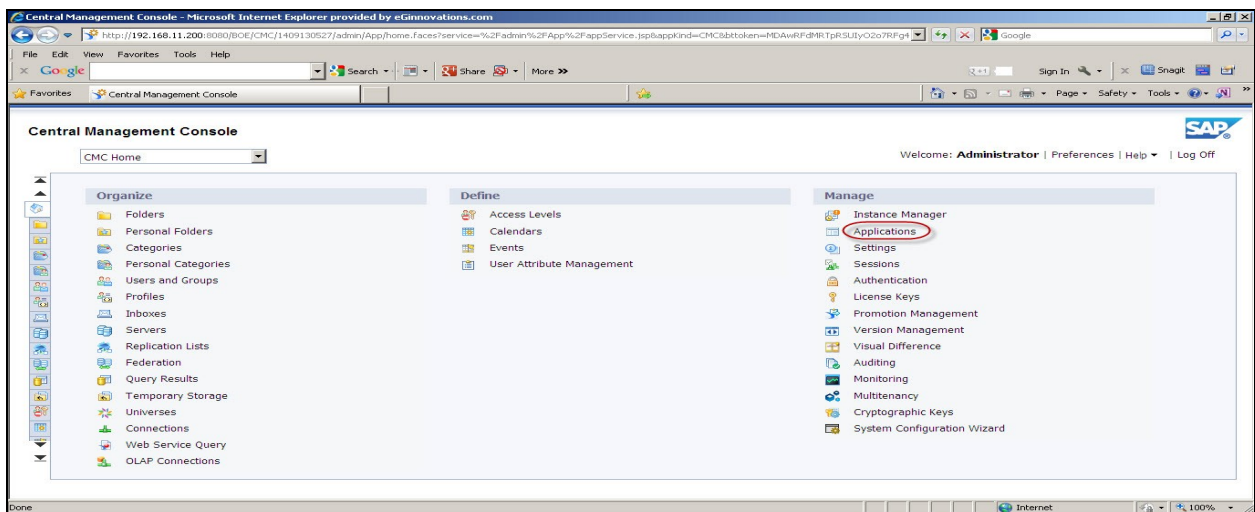 Central Management Console - Microsoft Internet Explorer provided by eGinnovations.com
http://192.168.11.200:8080/BOE/CMC/1409130527/admin/App/home.faces?service=%2Fadmin%2FApp%2FappService.jsp&appKind=CMC&bttoken=
Google
File Edit View Favorites Tools Help
Google Search Share More >> Sign In Snagit
Favorites Central Management Console Page Safety Tools
Central Management Console
SAP
CMC Home
Welcome: Administrator | Preferences | Help | Log Off
Organize
Folders
Personal Folders
Categories
Personal Categories
Users and Groups
Profiles
Inboxes
Servers
Replication Lists
Federation
Query Results
Temporary Storage
Universes
Connections
Web Service Query
OLAP Connections
Define
Access Levels
Calendars
Events
User Attribute Management
Manage
Instance Manager
Applications
Settings
Sessions
Authentication
License Keys
Promotion Management
Version Management
Visual Difference
Auditing
Monitoring
Multitenancy
Cryptographic Keys
System Configuration Wizard
Done Internet 100%